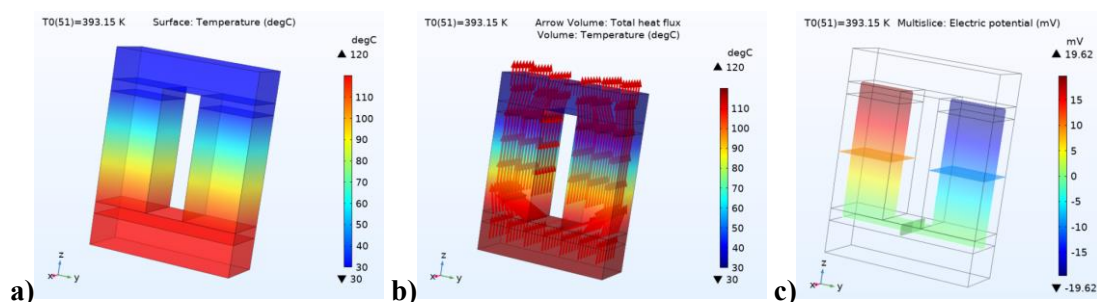 T0(51)=393.15 K Surface: Temperature (degC)
degC
▲ 120
110
100
90
80
70
60
50
40
30
▼ 30
z
x
y
a)
T0(51)=393.15 K Arrow Volume: Total heat flux
Volume: Temperature (degC)
degC
▲ 120
110
100
90
80
70
60
50
40
30
▼ 30
z
x
y
b)
T0(51)=393.15 K Multislice: Electric potential (mV)
mV
▲ 19.62
15
10
5
0
-5
-10
-15
▼ -19.62
z
x
y
c)